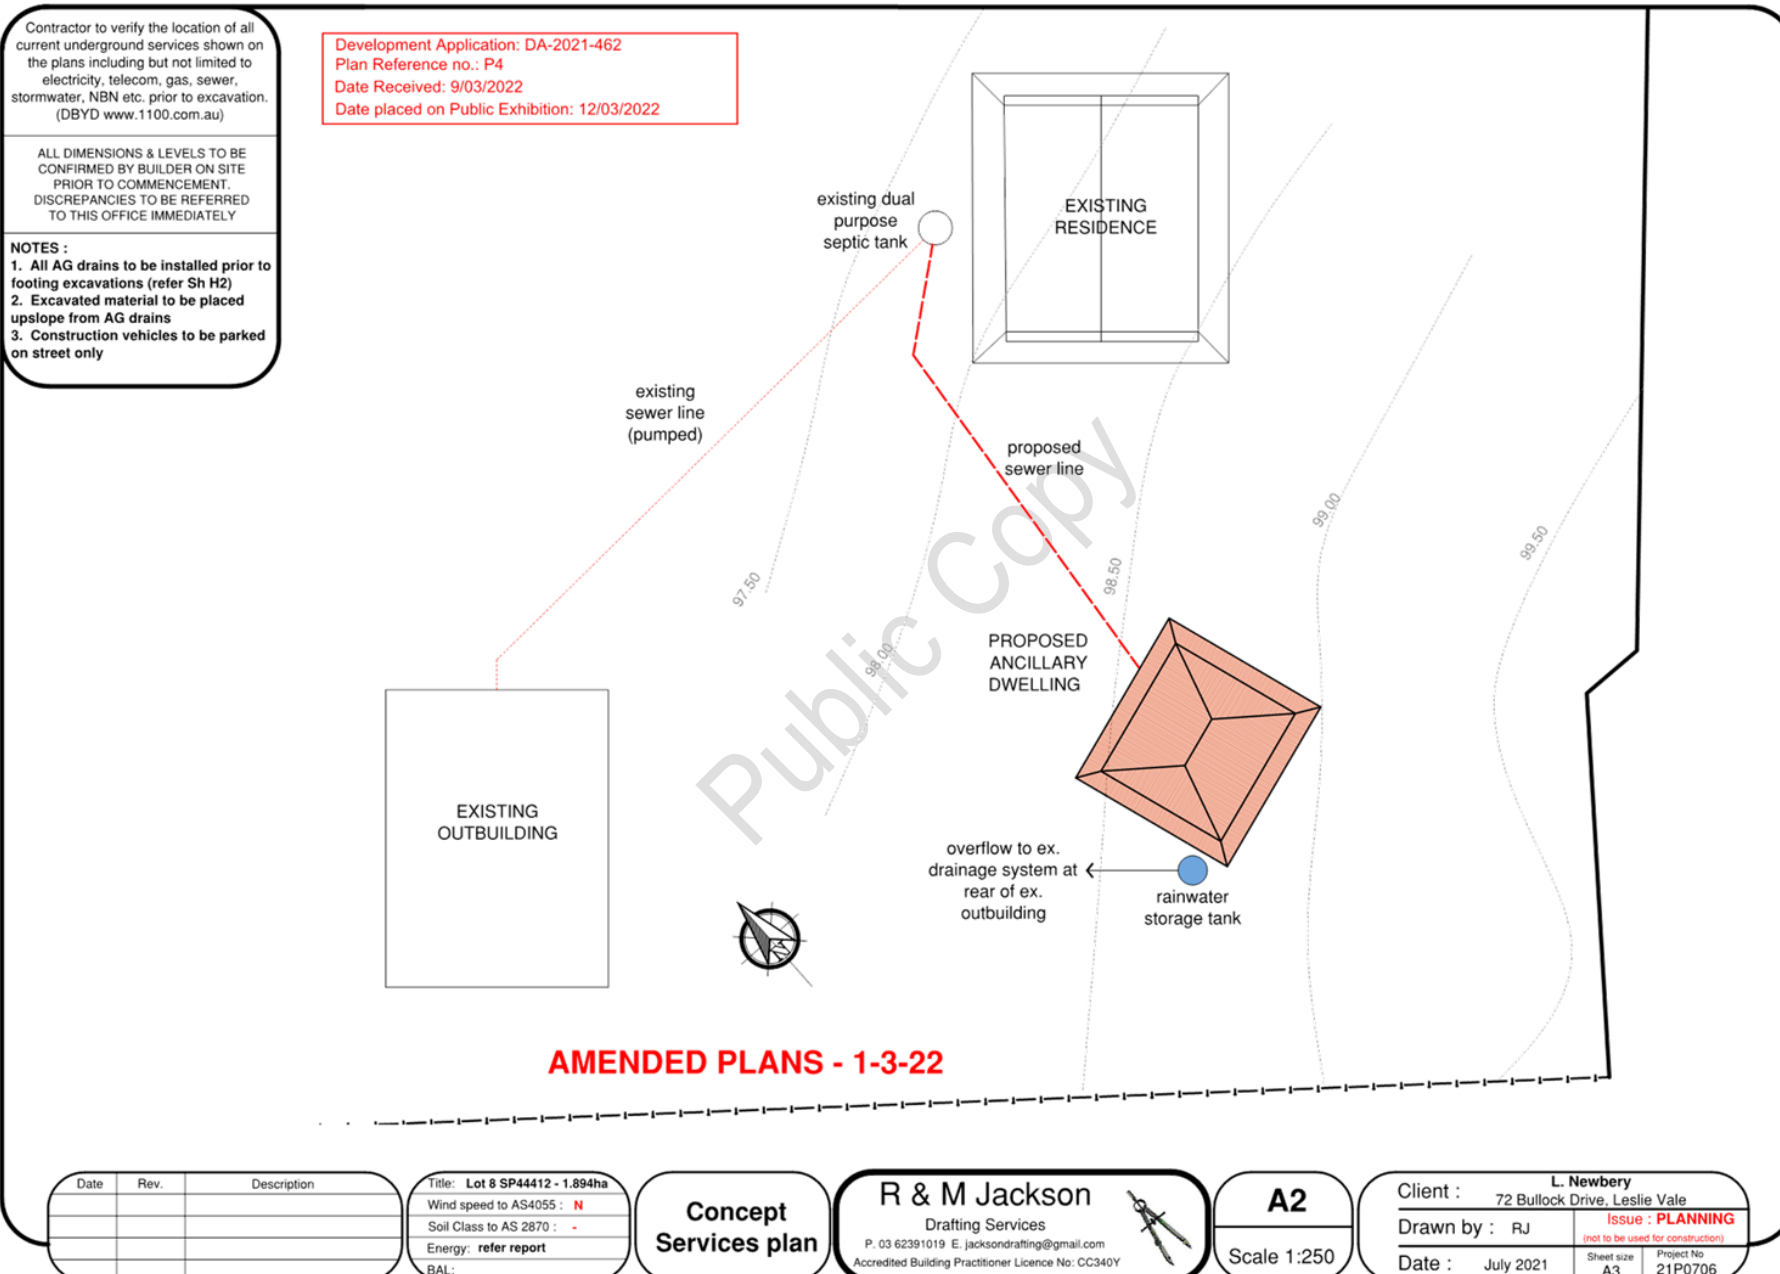 Contractor to verify the location of all
current underground services shown on
the plans including but not limited to
electricity, telecom, gas, sewer,
stormwater, NBN etc. prior to excavation.
(DBYD www.1100.com.au)
ALL DIMENSIONS & LEVELS TO BE
CONFIRMED BY BUILDER ON SITE
PRIOR TO COMMENCEMENT.
DISCREPANCIES TO BE REFERRED
TO THIS OFFICE IMMEDIATELY
NOTES :
1. All AG drains to be installed prior to
footing excavations (refer Sh H2)
2. Excavated material to be placed
upslope from AG drains
3. Construction vehicles to be parked
on street only
Development Application: DA-2021-462
Plan Reference no.: P4
Date Received: 9/03/2022
Date placed on Public Exhibition: 12/03/2022
existing dual
purpose
septic tank
EXISTING
RESIDENCE
existing
sewer line
(pumped)
proposed
sewer line
Public Copy
97.50
98.00
98.50
99.00
99.50
PROPOSED
ANCILLARY
DWELLING
EXISTING
OUTBUILDING
overflow to ex.
drainage system at
rear of ex.
outbuilding
rainwater
storage tank
N
AMENDED PLANS - 1-3-22
Date Rev. Description
Title: Lot 8 SP44412 - 1.894ha
Wind speed to AS4055 : N
Soil Class to AS 2870 : -
Energy: refer report
BAL:
Concept
Services plan
R & M Jackson
Drafting Services
P. 03 62391019 E. jacksondrafting@gmail.com
Accredited Building Practitioner Licence No: CC340Y
A2
Scale 1:250
Client : L. Newbery
72 Bullock Drive, Leslie Vale
Drawn by : RJ
Issue : PLANNING
(not to be used for construction)
Date : July 2021
Sheet size
A3
Project No
21P0706